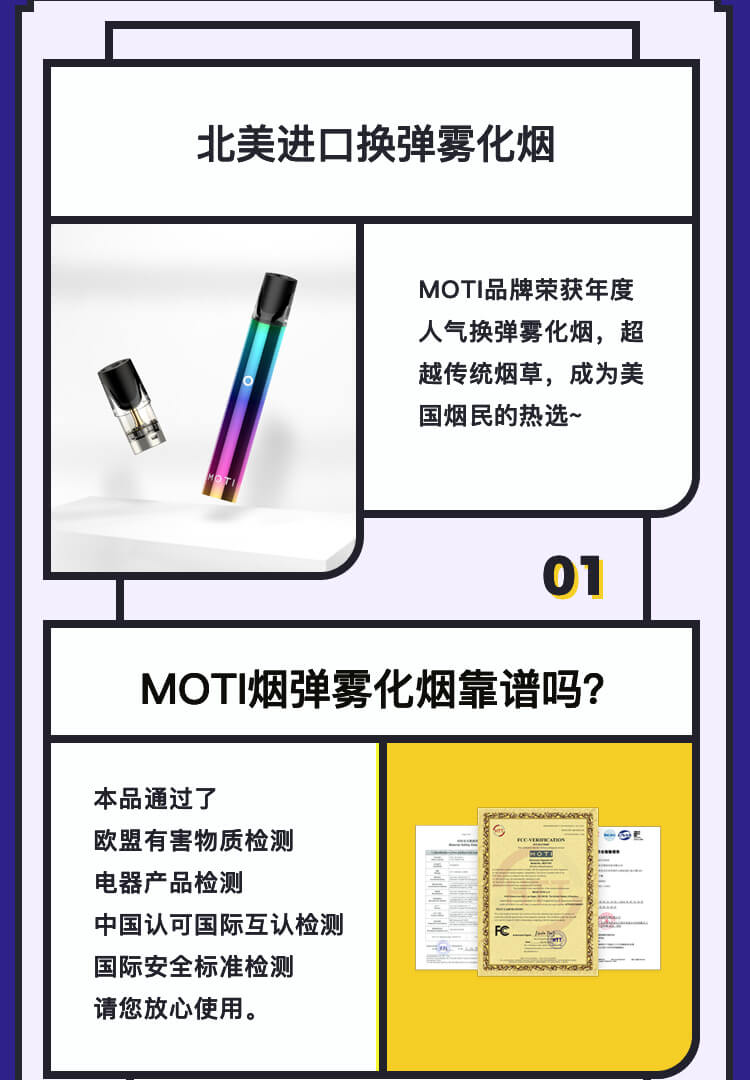 北美进口换弹雾化烟
MOTI
MOTI品牌荣获年度
人气换弹雾化烟，超
越传统烟草，成为美
国烟民的热选~
01
MOTI烟弹雾化烟靠谱吗?
本品通过了
欧盟有害物质检测
电器产品检测
中国认可国际互认检测
国际安全标准检测
请您放心使用。
FCC-VERIFICATION
MOTI
FC